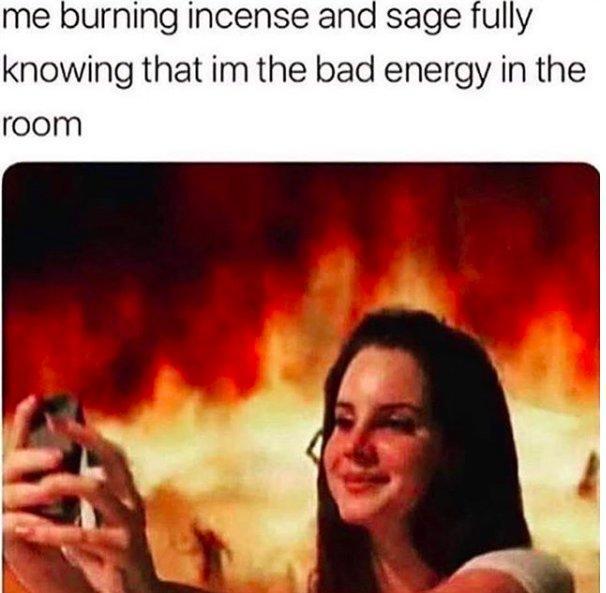 me burning incense and sage fully
knowing that im the bad energy in the
room